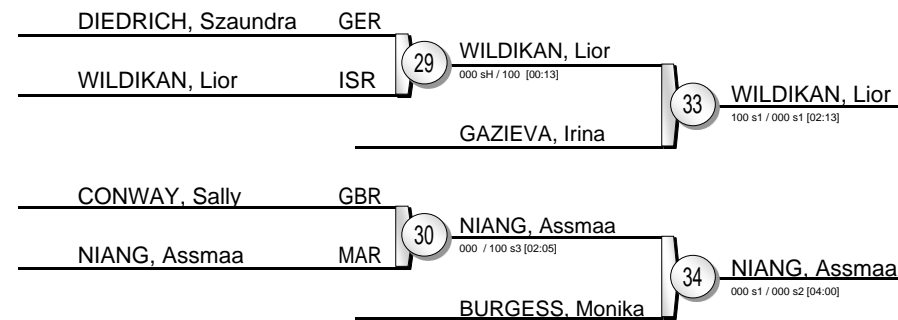 DIEDRICH, Szaundra GER
29
WILDIKAN, Lior
000 sH / 100 [00:13]
WILDIKAN, Lior ISR
33
WILDIKAN, Lior
100 s1 / 000 s1 [02:13]
GAZIEVA, Irina
CONWAY, Sally GBR
30
NIANG, Assmaa
000 / 100 s3 [02:05]
NIANG, Assmaa MAR
34
NIANG, Assmaa
000 s1 / 000 s2 [04:00]
BURGESS, Monika